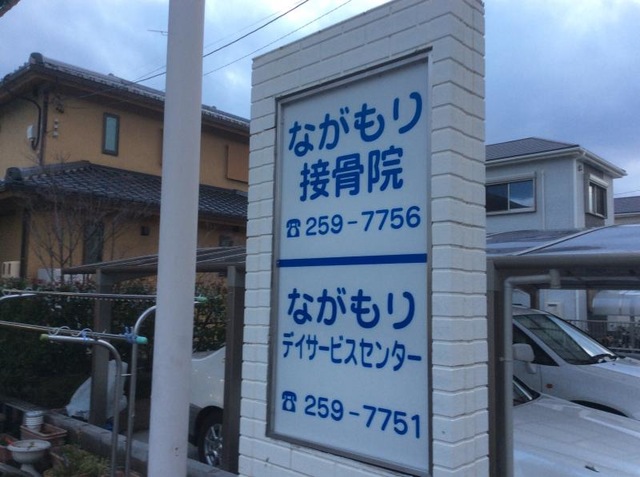 ながもり
接骨院
☎259-7756
ながもり
デイサービスセンター
☎259-7751